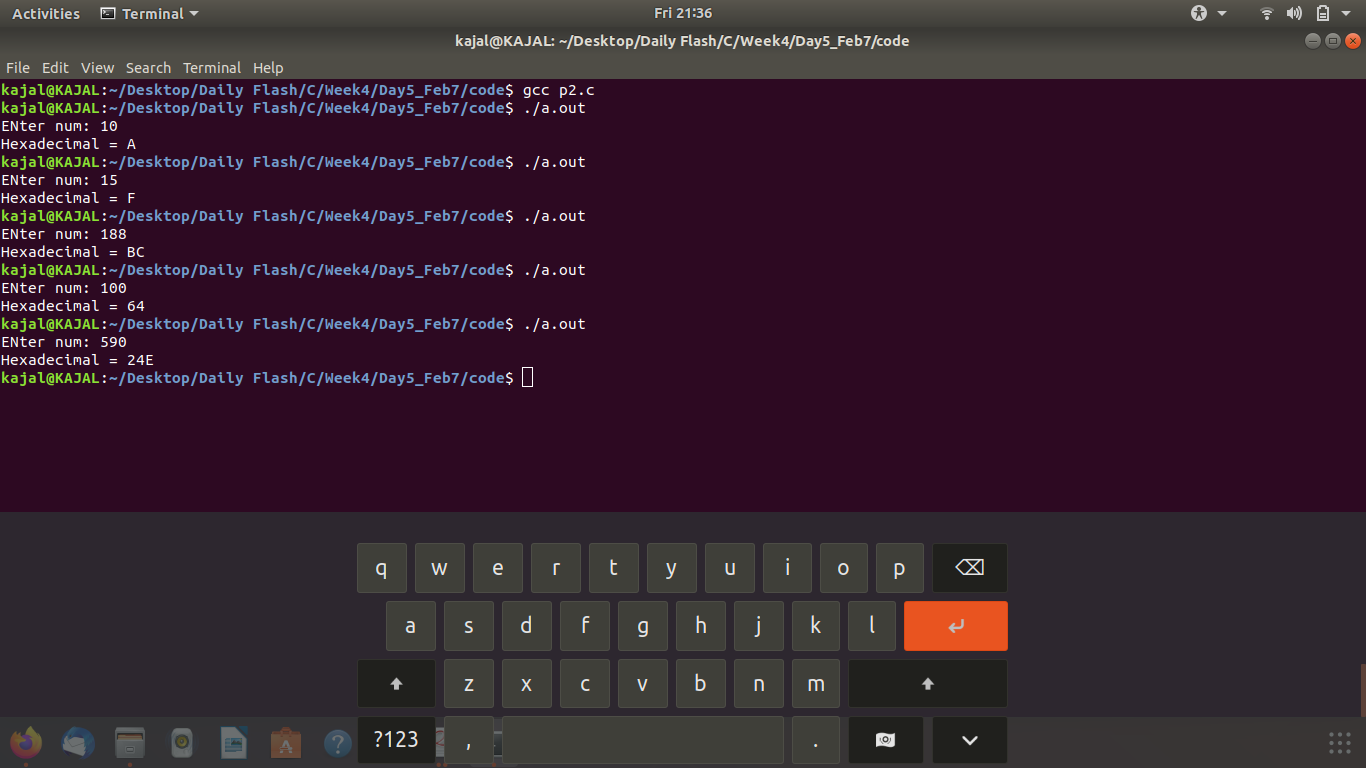 Activities Terminal Fri 21:36
kajal@KAJAL: ~/Desktop/Daily Flash/C/Week4/Day5_Feb7/code
File Edit View Search Terminal Help
kajal@KAJAL:~/Desktop/Daily Flash/C/Week4/Day5_Feb7/code$ gcc p2.c
kajal@KAJAL:~/Desktop/Daily Flash/C/Week4/Day5_Feb7/code$ ./a.out
ENter num: 10
Hexadecimal = A
kajal@KAJAL:~/Desktop/Daily Flash/C/Week4/Day5_Feb7/code$ ./a.out
ENter num: 15
Hexadecimal = F
kajal@KAJAL:~/Desktop/Daily Flash/C/Week4/Day5_Feb7/code$ ./a.out
ENter num: 188
Hexadecimal = BC
kajal@KAJAL:~/Desktop/Daily Flash/C/Week4/Day5_Feb7/code$ ./a.out
ENter num: 100
Hexadecimal = 64
kajal@KAJAL:~/Desktop/Daily Flash/C/Week4/Day5_Feb7/code$ ./a.out
ENter num: 590
Hexadecimal = 24E
kajal@KAJAL:~/Desktop/Daily Flash/C/Week4/Day5_Feb7/code$
q w e r t y u i o p
a s d f g h j k l
z x c v b n m
?123 , .